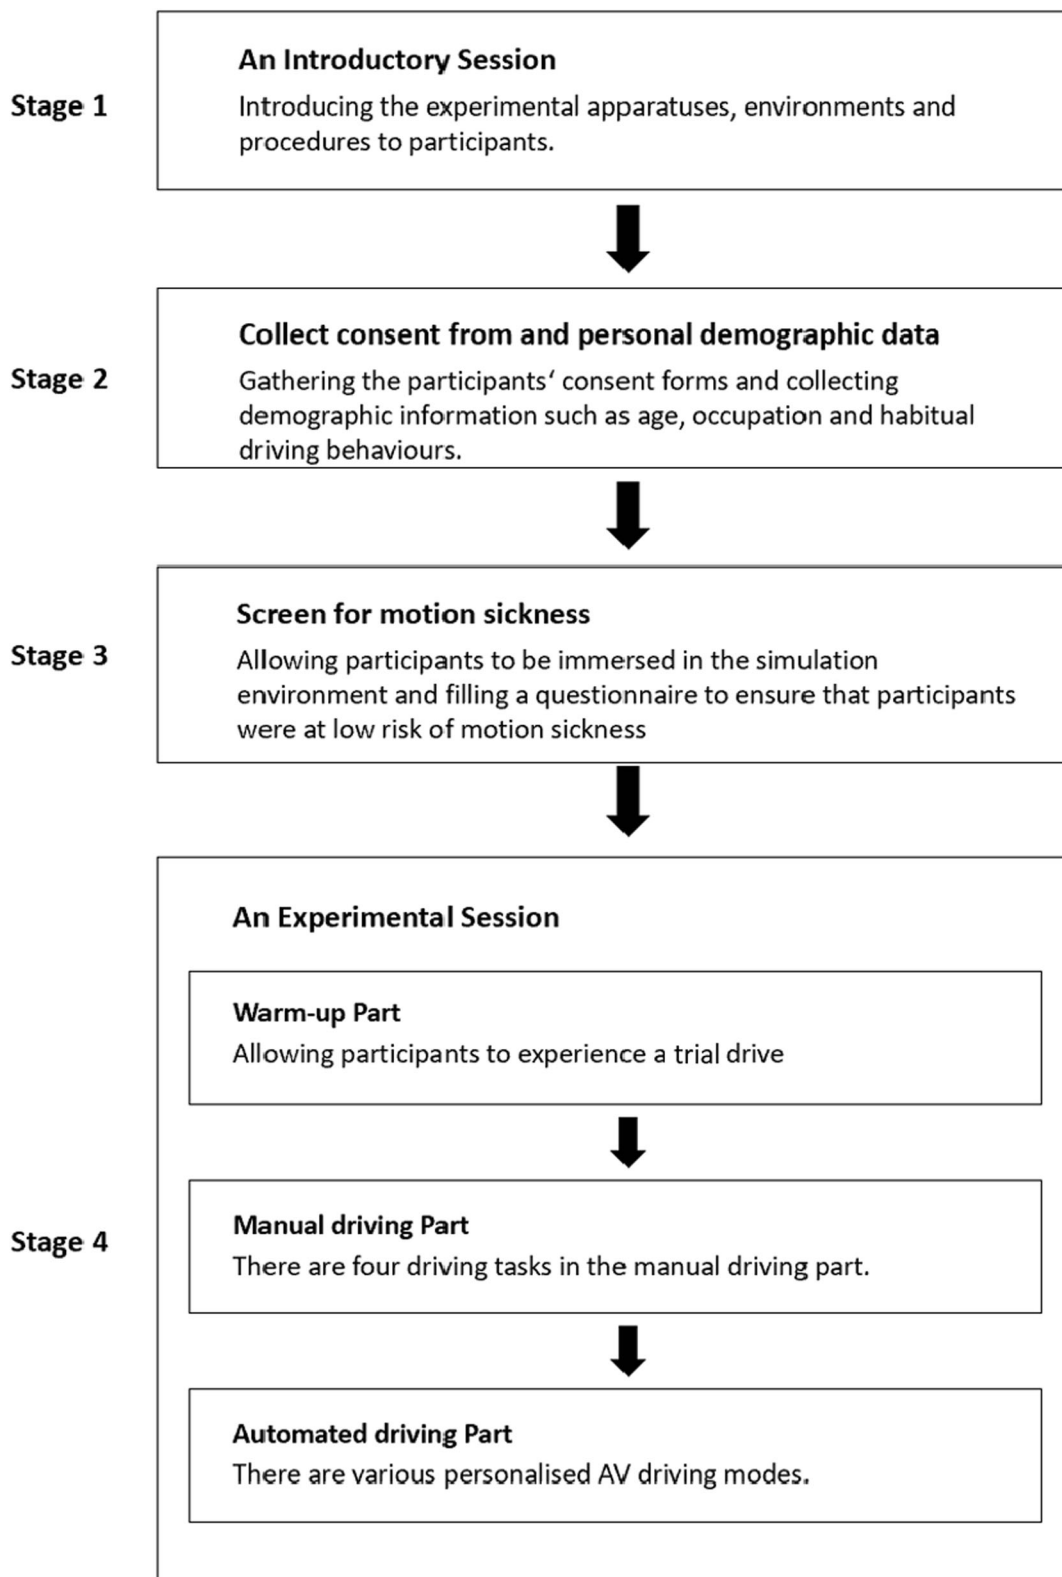 An Introductory Session
Stage 1
Introducing the experimental apparatuses, environments and
procedures to participants.
Collect consent from and personal demographic data
Stage 2
Gathering the participants‘ consent forms and collecting
demographic information such as age, occupation and habitual
driving behaviours.
Screen for motion sickness
Stage 3
Allowing participants to be immersed in the simulation
environment and filling a questionnaire to ensure that participants
were at low risk of motion sickness
An Experimental Session
Warm-up Part
Allowing participants to experience a trial drive
Stage 4
Manual driving Part
There are four driving tasks in the manual driving part.
Automated driving Part
There are various personalised AV driving modes.